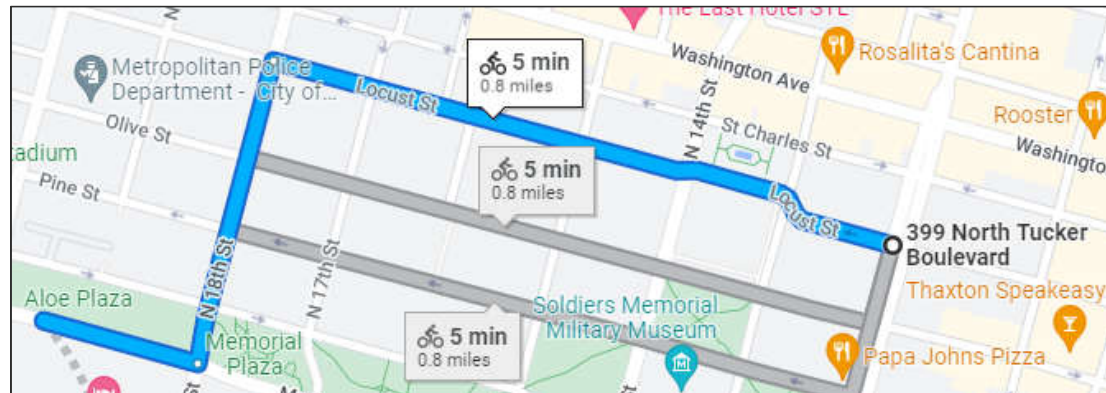 The Last Hotel STL
Washington Ave
Rosalita's Cantina
Metropolitan Police
Department - City of...
5 min
0.8 miles
Locust St
N 14th St
Rooster
Olive St
St Charles St
Washington
tadium
5 min
0.8 miles
Pine St
Locust St
399 North Tucker
Boulevard
N 18th St
N 17th St
Aloe Plaza
Thaxton Speakeasy
Soldiers Memorial
Military Museum
5 min
0.8 miles
Memorial
Plaza
Papa Johns Pizza
St